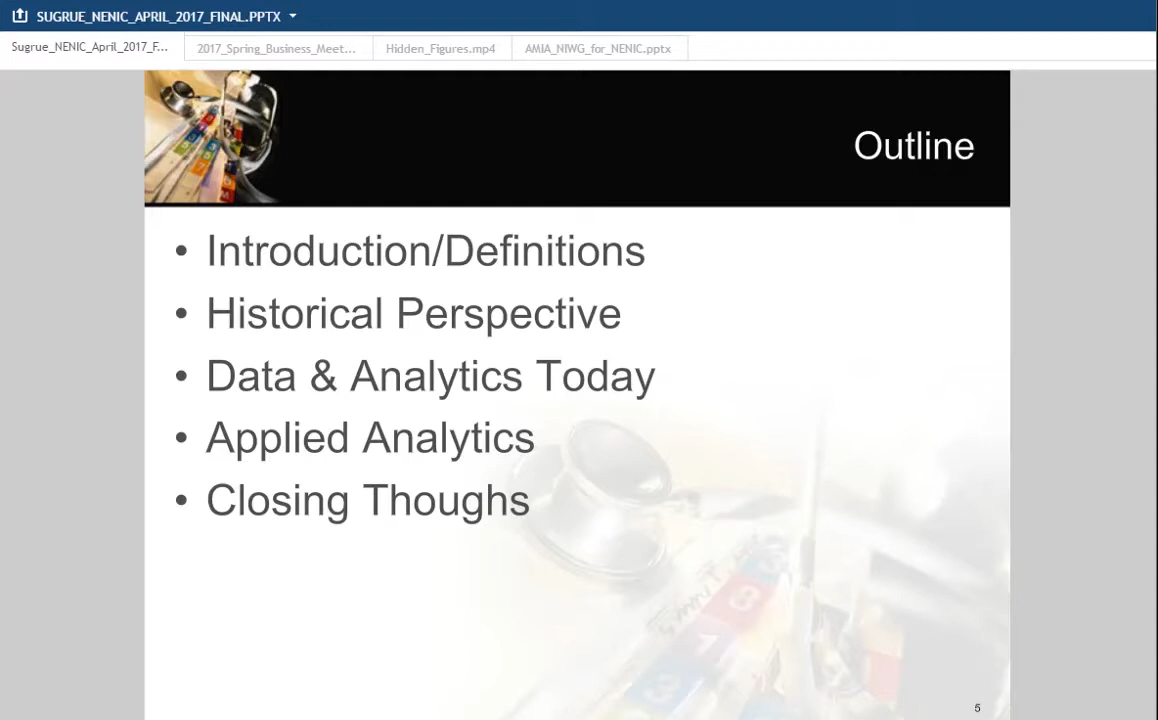 SUGRUE_NENIC_APRIL_2017_FINAL.PPTX
Sugrue_NENIC_April_2017_F... 2017_Spring_Business_Meet... Hidden_Figures.mp4 AMIA_NIWG_for_NENIC.pptx
Outline
• Introduction/Definitions
• Historical Perspective
• Data & Analytics Today
• Applied Analytics
• Closing Thoughs
5